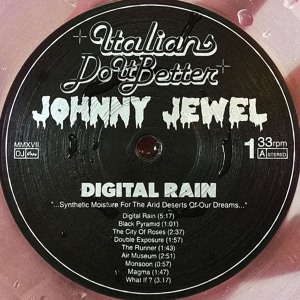 Italians
Do It Better
JOHNNY JEWEL
MMXVII
DJ Copy
1
33rpm
A STEREO
DIGITAL RAIN
"...Synthetic Moisture For The Arid Deserts Of Our Dreams..."
Digital Rain (5:17)
Black Pyramid (1:01)
The City Of Roses (2:37)
Double Exposure (1:57)
The Runner (1:43)
Air Museum (2:51)
Monsoon (0:57)
Magma (1:47)
What If ? (3.17)